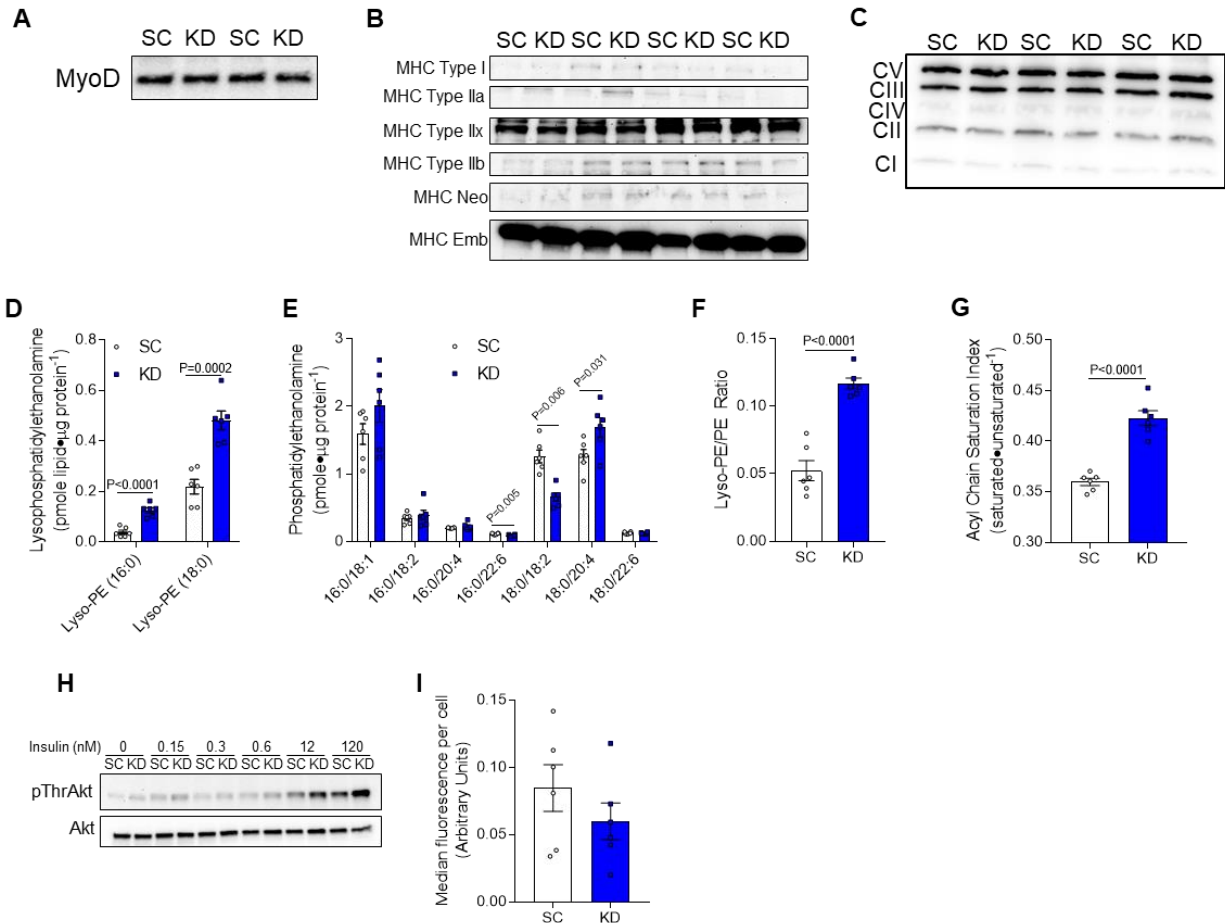 A
SC KD SC KD
MyoD
B
SC KD SC KD SC KD SC KD
MHC Type I
MHC Type IIa
MHC Type IIx
MHC Type IIb
MHC Neo
MHC Emb
C
SC KD SC KD SC KD
CV
CIII
CIV
CII
CI
D
Lysophosphatidylethanolamine
(pmole lipid●µg protein⁻¹)
0.8
0.6
0.4
0.2
0.0
SC
KD
P=0.0002
P<0.0001
Lyso-PE (16:0)
Lyso-PE (18:0)
E
Phosphatidylethanolamine
(pmole●µg protein⁻¹)
3
2
1
0
SC
KD
P=0.005
P=0.006
P=0.031
16:0/18:1
16:0/18:2
16:0/20:4
16:0/22:6
18:0/18:2
18:0/20:4
18:0/22:6
F
Lyso-PE/PE Ratio
0.15
0.10
0.05
0.00
P<0.0001
SC KD
G
Acyl Chain Saturation Index
(saturated●unsaturated⁻¹)
0.50
0.45
0.40
0.35
0.30
P<0.0001
SC KD
H
Insulin (nM) 0 0.15 0.3 0.6 12 120
SC KD SC KD SC KD SC KD SC KD SC KD
pThrAkt
Akt
I
Median fluorescence per cell
(Arbitrary Units)
0.15
0.10
0.05
0.00
SC KD